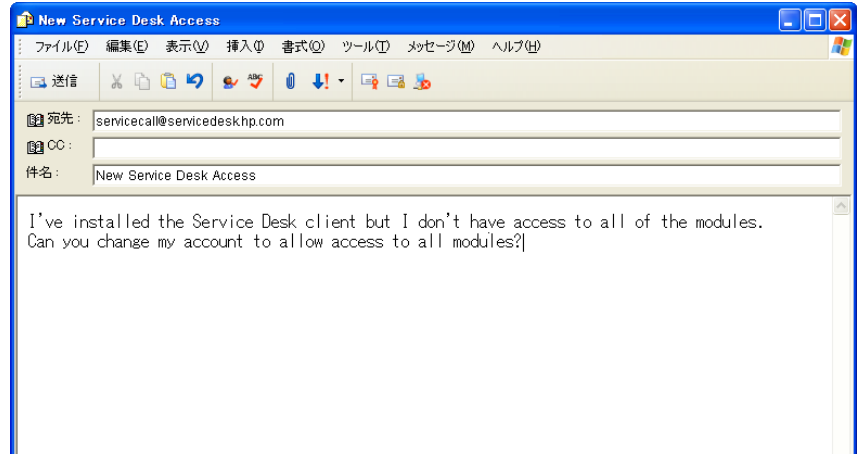 New Service Desk Access
ファイル(F) 編集(E) 表示(V) 挿入(I) 書式(O) ツール(T) メッセージ(M) ヘルプ(H)
送信 ABC
宛先: servicecall@servicedesk.hp.com
CC:
件名: New Service Desk Access
I've installed the Service Desk client but I don't have access to all of the modules.
Can you change my account to allow access to all modules?